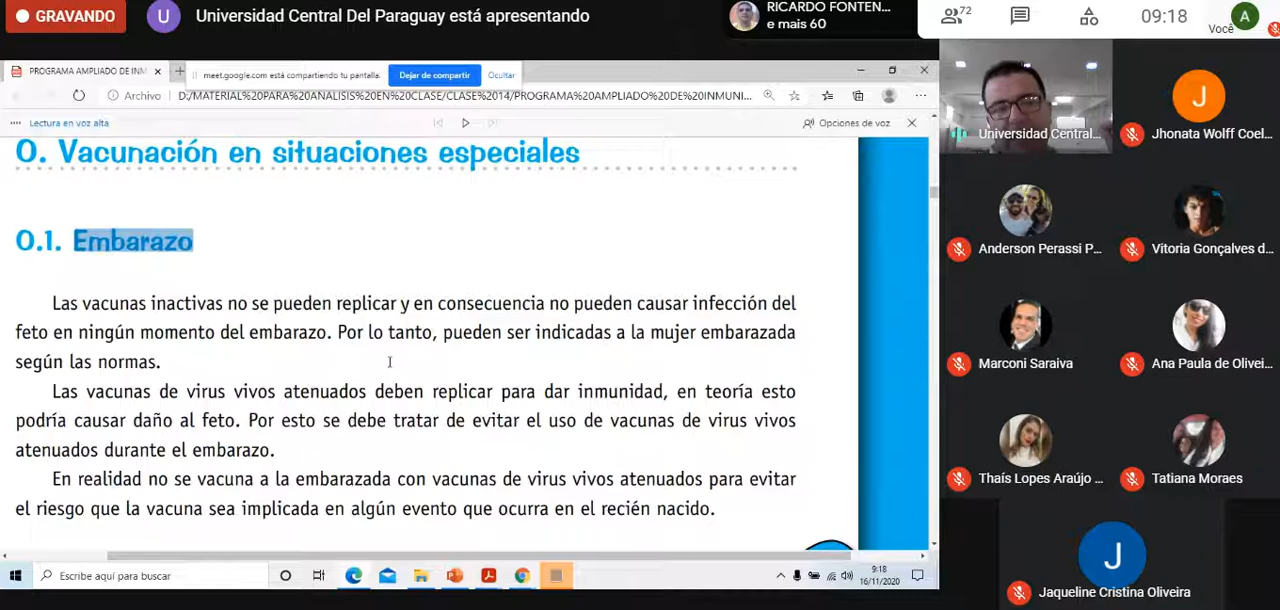 GRAVANDO
U
Universidad Central Del Paraguay está apresentando
RICARDO FONTEN...
e mais 60
72
09:18
Você
A
PROGRAMA AMPLIADO DE INM
meet.google.com está compartiendo tu pantalla.
Dejar de compartir
Ocultar
Archivo
D:/MATERIAL%20PARA%20ANALISIS%20EN%20CLASE/CLASE%2014/PROGRAMA%20AMPLIADO%20DE%20INMUNI...
Lectura en voz alta
Opciones de voz
O. Vacunación en situaciones especiales
O.1. Embarazo
Las vacunas inactivas no se pueden replicar y en consecuencia no pueden causar infección del
feto en ningún momento del embarazo. Por lo tanto, pueden ser indicadas a la mujer embarazada
según las normas.
Las vacunas de virus vivos atenuados deben replicar para dar inmunidad, en teoría esto
podría causar daño al feto. Por esto se debe tratar de evitar el uso de vacunas de virus vivos
atenuados durante el embarazo.
En realidad no se vacuna a la embarazada con vacunas de virus vivos atenuados para evitar
el riesgo que la vacuna sea implicada en algún evento que ocurra en el recién nacido.
Escribe aquí para buscar
9:18
16/11/2020
Universidad Central...
J
Jhonata Wolff Coel...
Anderson Perassi P...
Vitoria Gonçalves d...
Marconi Saraiva
Ana Paula de Olivei...
Thaís Lopes Araújo ...
Tatiana Moraes
J
Jaqueline Cristina Oliveira